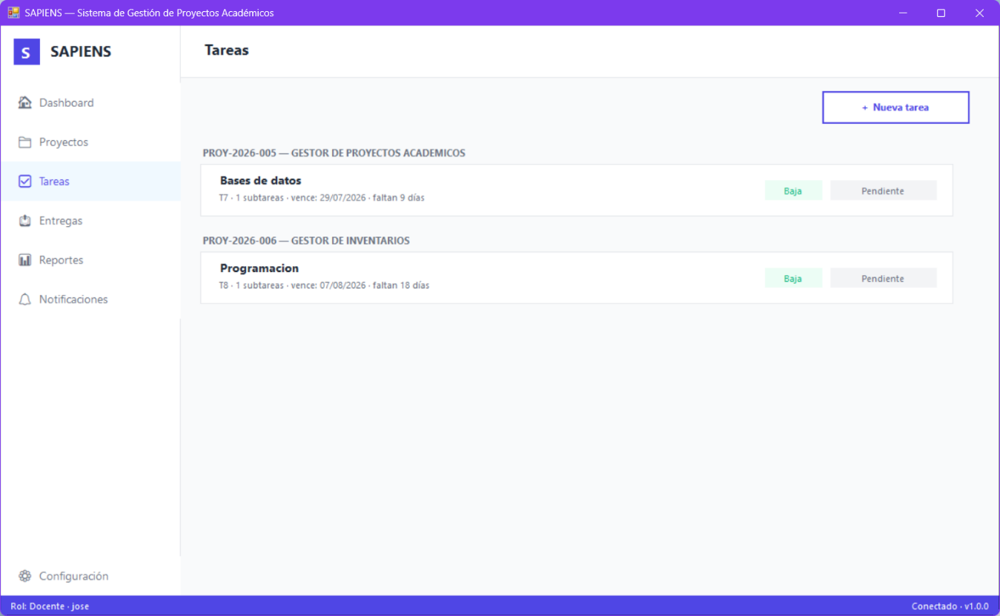 SAPIENS — Sistema de Gestión de Proyectos Académicos
S SAPIENS
Tareas
Dashboard
Proyectos
Tareas
Entregas
Reportes
Notificaciones
Configuración
+ Nueva tarea
PROY-2026-005 — GESTOR DE PROYECTOS ACADEMICOS
Bases de datos
T7 · 1 subtareas · vence: 29/07/2026 · faltan 9 días
Baja
Pendiente
PROY-2026-006 — GESTOR DE INVENTARIOS
Programacion
T8 · 1 subtareas · vence: 07/08/2026 · faltan 18 días
Baja
Pendiente
Rol: Docente · jose
Conectado · v1.0.0